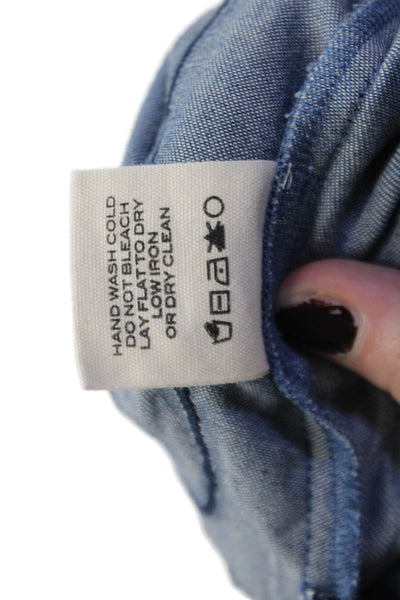 HAND WASH COLD
DO NOT BLEACH
LAY FLAT TO DRY
LOW IRON
OR DRY CLEAN